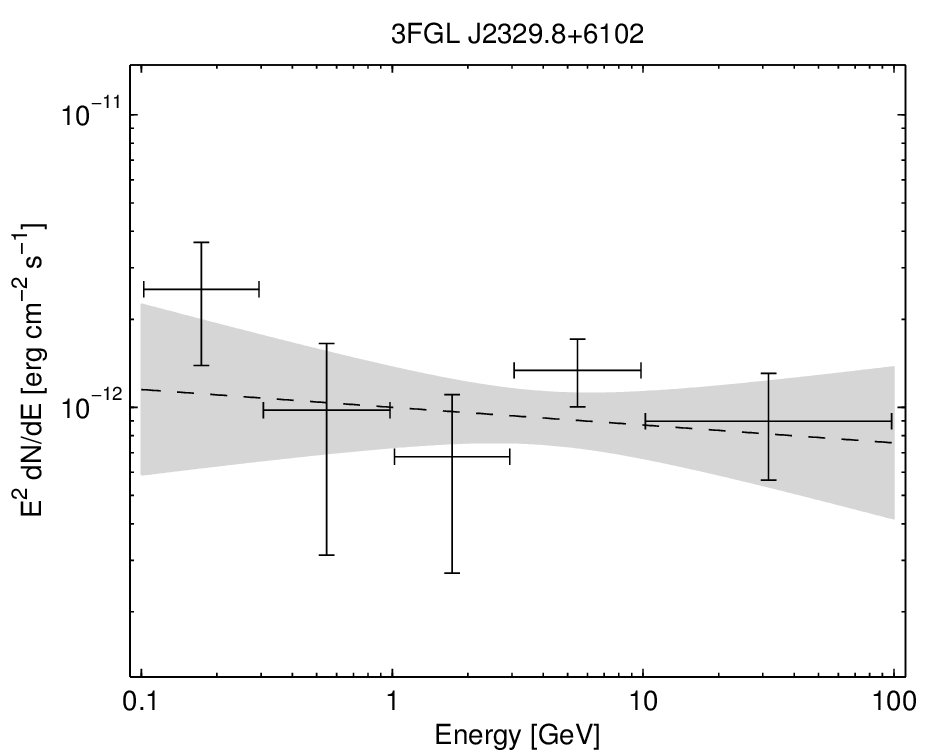 3FGL J2329.8+6102
10⁻¹¹
10⁻¹²
E² dN/dE [erg cm⁻² s⁻¹]
0.1 1 10 100
Energy [GeV]